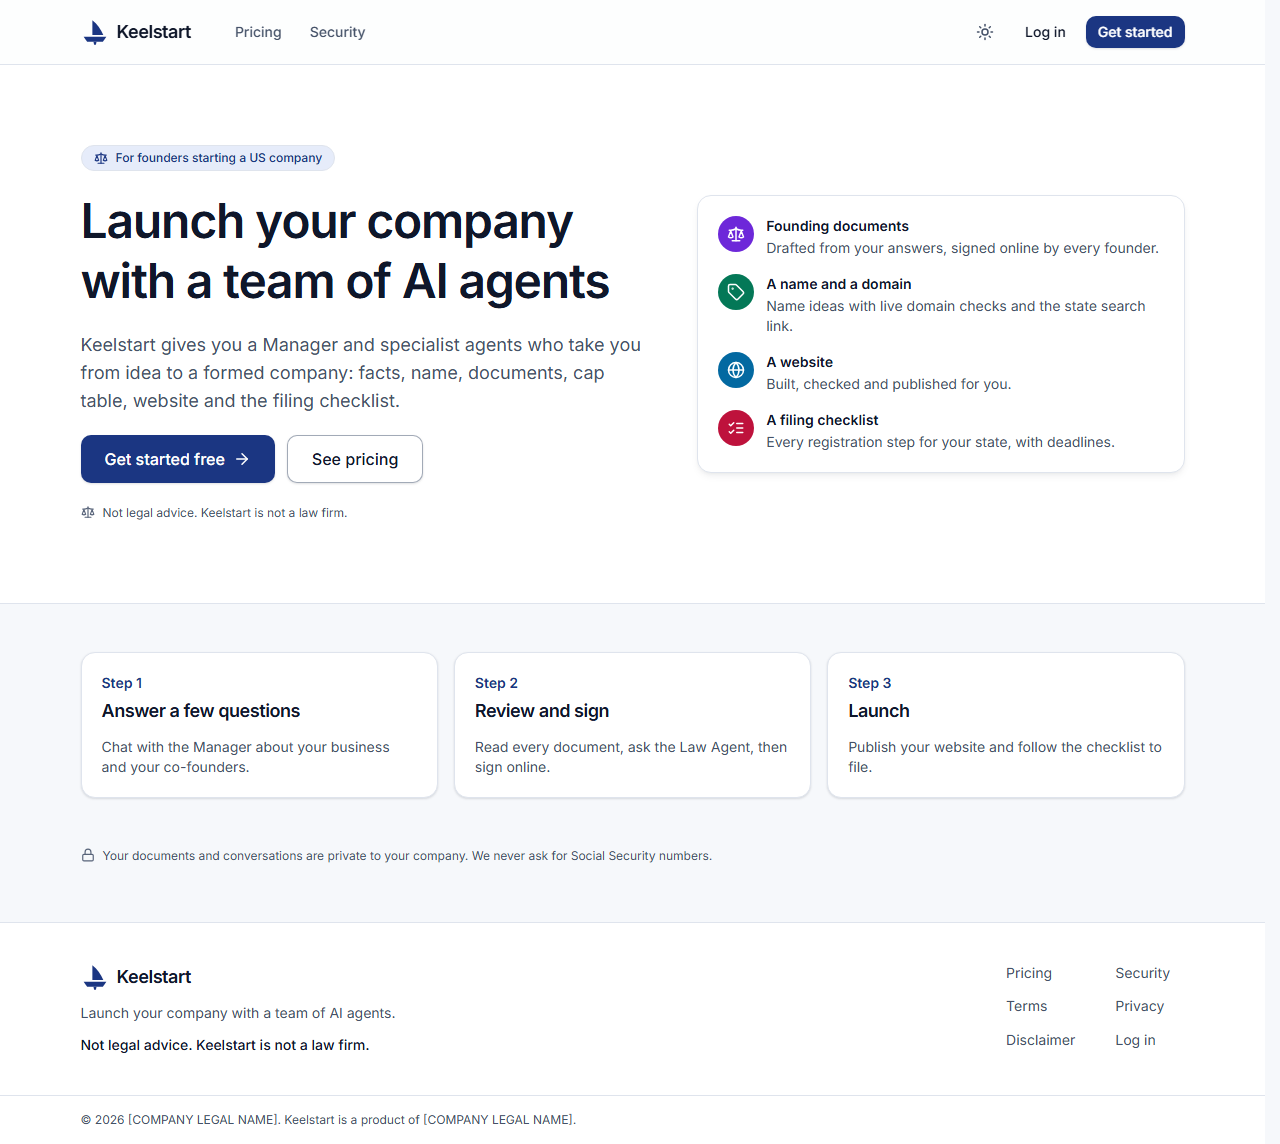 Keelstart
Pricing
Security
Log in
Get started
For founders starting a US company
Launch your company
with a team of AI agents
Keelstart gives you a Manager and specialist agents who take you
from idea to a formed company: facts, name, documents, cap
table, website and the filing checklist.
Get started free
See pricing
Not legal advice. Keelstart is not a law firm.
Founding documents
Drafted from your answers, signed online by every founder.
A name and a domain
Name ideas with live domain checks and the state search
link.
A website
Built, checked and published for you.
A filing checklist
Every registration step for your state, with deadlines.
Step 1
Answer a few questions
Chat with the Manager about your business
and your co-founders.
Step 2
Review and sign
Read every document, ask the Law Agent, then
sign online.
Step 3
Launch
Publish your website and follow the checklist to
file.
Your documents and conversations are private to your company. We never ask for Social Security numbers.
Keelstart
Launch your company with a team of AI agents.
Not legal advice. Keelstart is not a law firm.
Pricing
Security
Terms
Privacy
Disclaimer
Log in
© 2026 [COMPANY LEGAL NAME]. Keelstart is a product of [COMPANY LEGAL NAME].